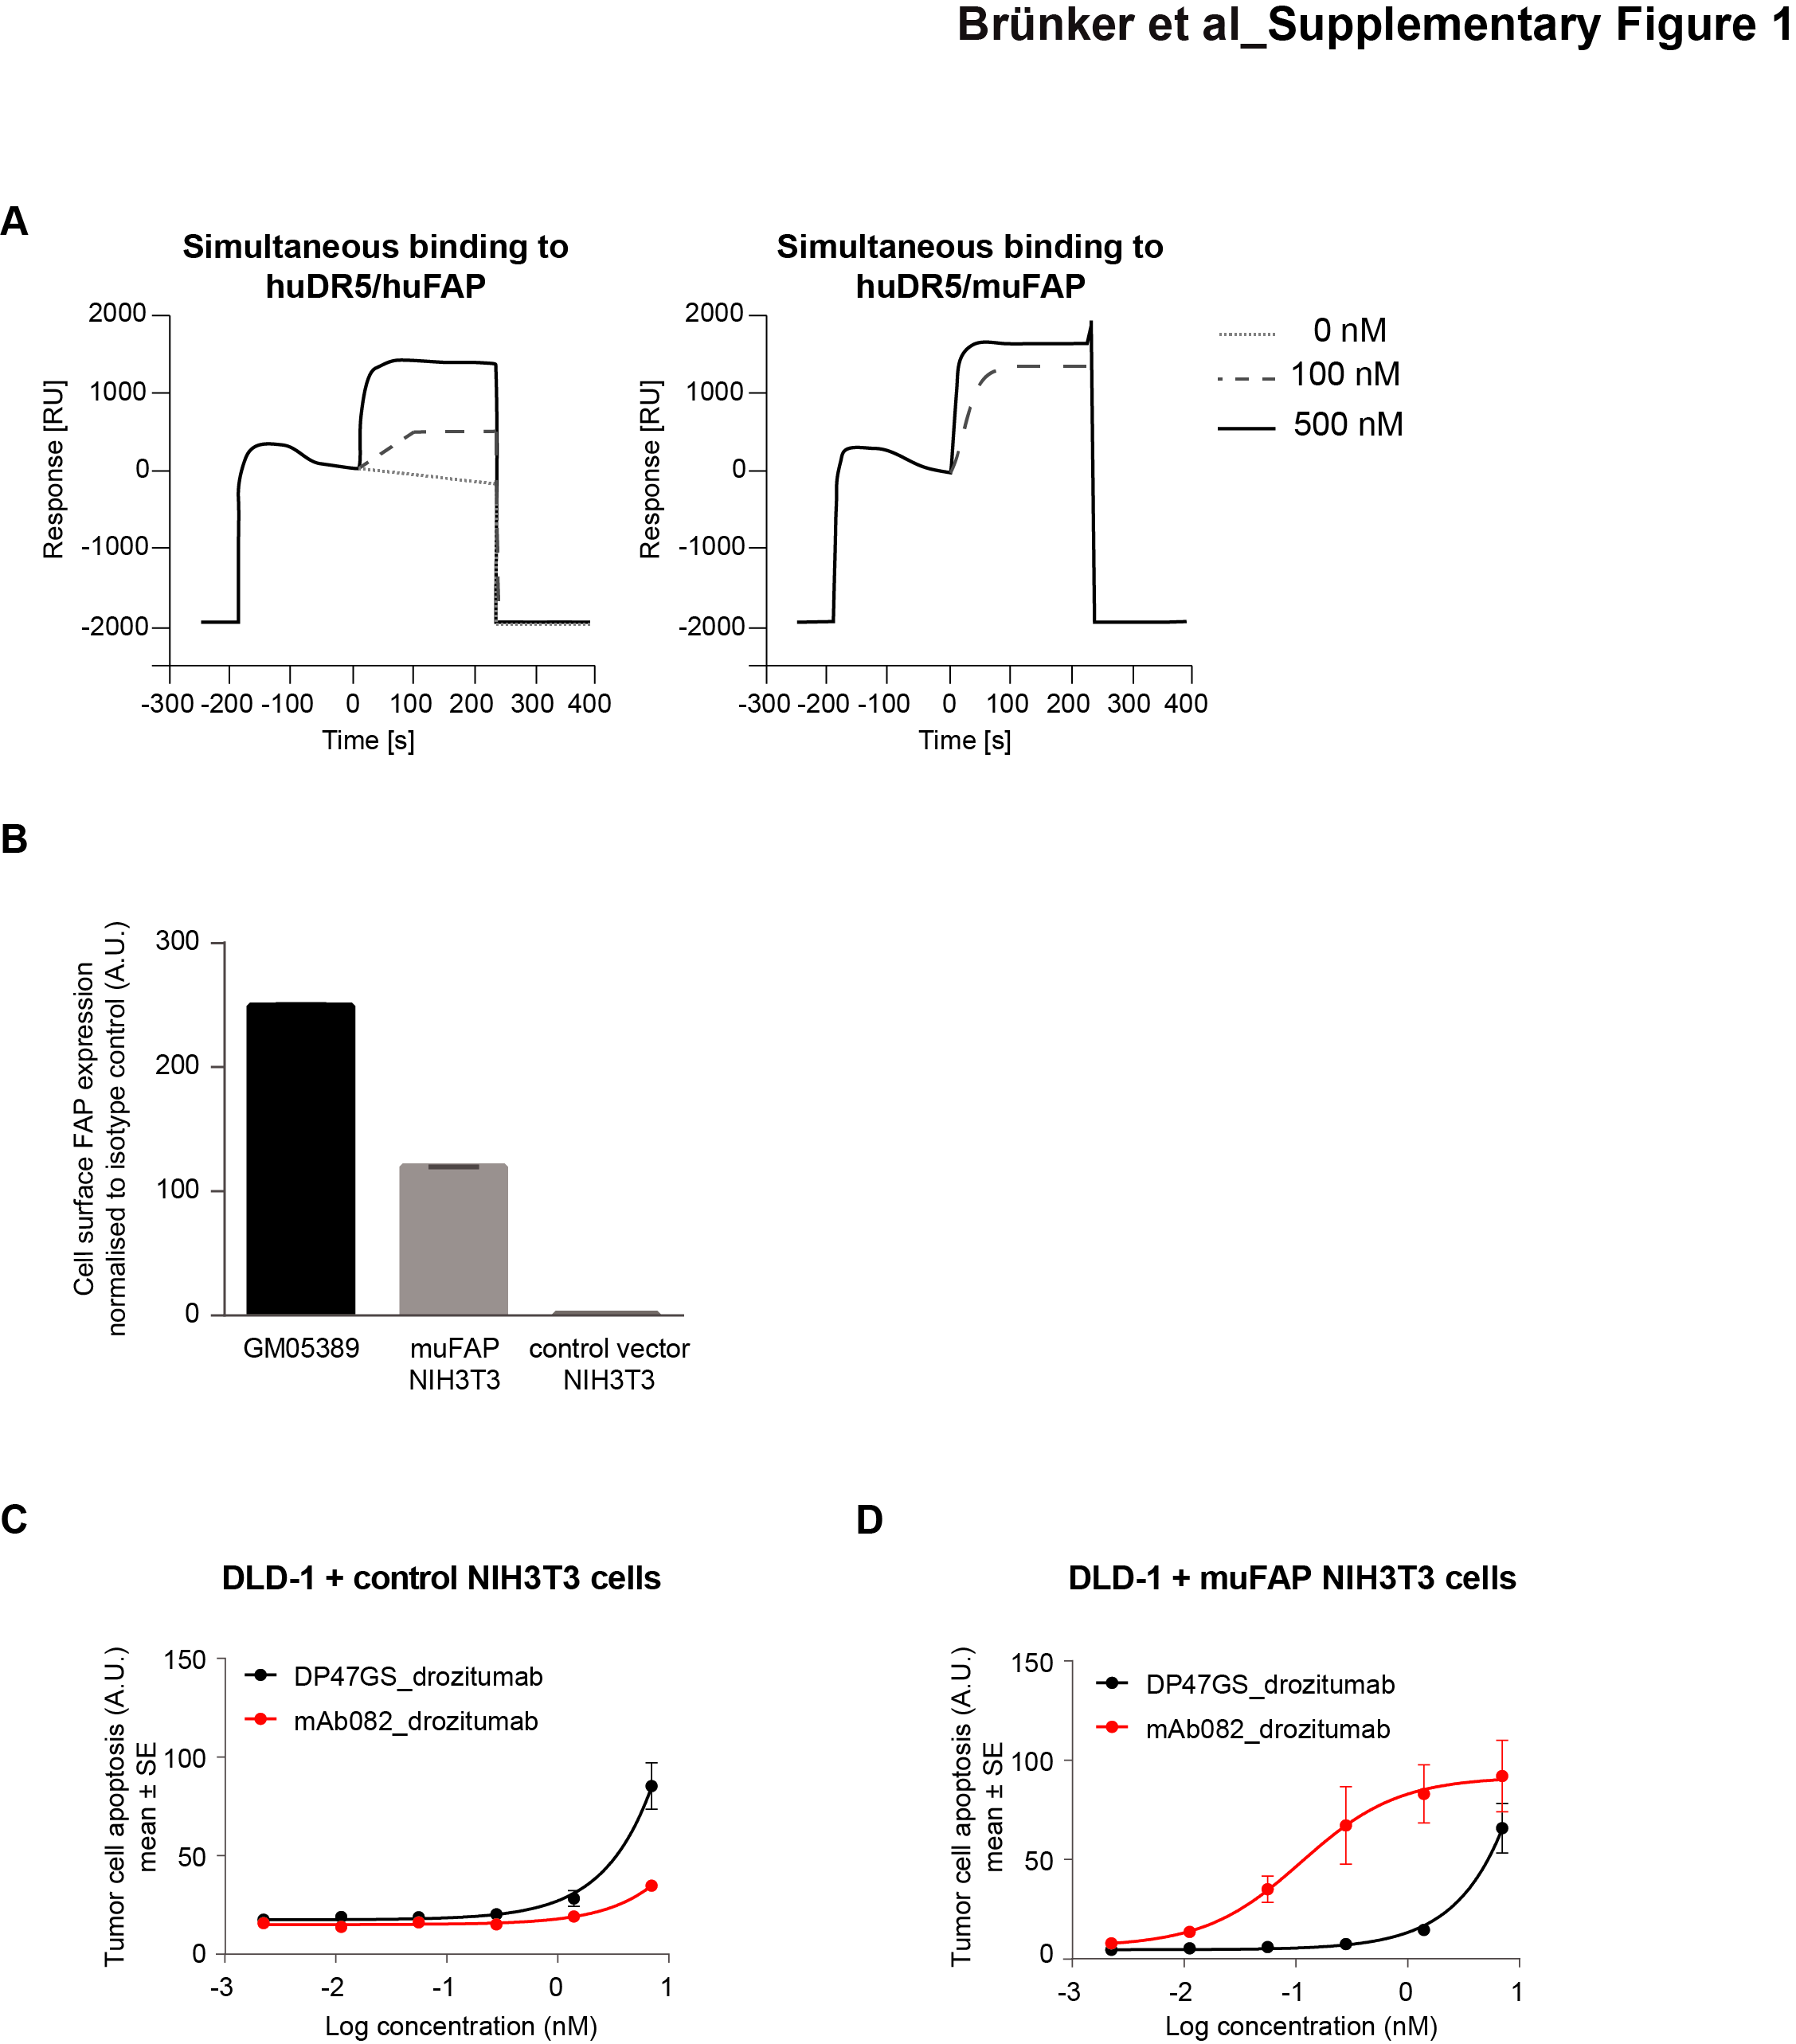 Brünker et al_Supplementary Figure 1
A
Simultaneous binding to
huDR5/huFAP
Response [RU]
2000
1000
0
-1000
-2000
-300 -200 -100 0 100 200 300 400
Time [s]
Simultaneous binding to
huDR5/muFAP
Response [RU]
2000
1000
0
-1000
-2000
-300 -200 -100 0 100 200 300 400
Time [s]
0 nM
100 nM
500 nM
B
Cell surface FAP expression
normalised to isotype control (A.U.)
300
200
100
0
GM05389
muFAP
NIH3T3
control vector
NIH3T3
C
DLD-1 + control NIH3T3 cells
Tumor cell apoptosis (A.U.)
mean ± SE
150
100
50
0
DP47GS_drozitumab
mAb082_drozitumab
-3 -2 -1 0 1
Log concentration (nM)
D
DLD-1 + muFAP NIH3T3 cells
Tumor cell apoptosis (A.U.)
mean ± SE
150
100
50
0
DP47GS_drozitumab
mAb082_drozitumab
-3 -2 -1 0 1
Log concentration (nM)